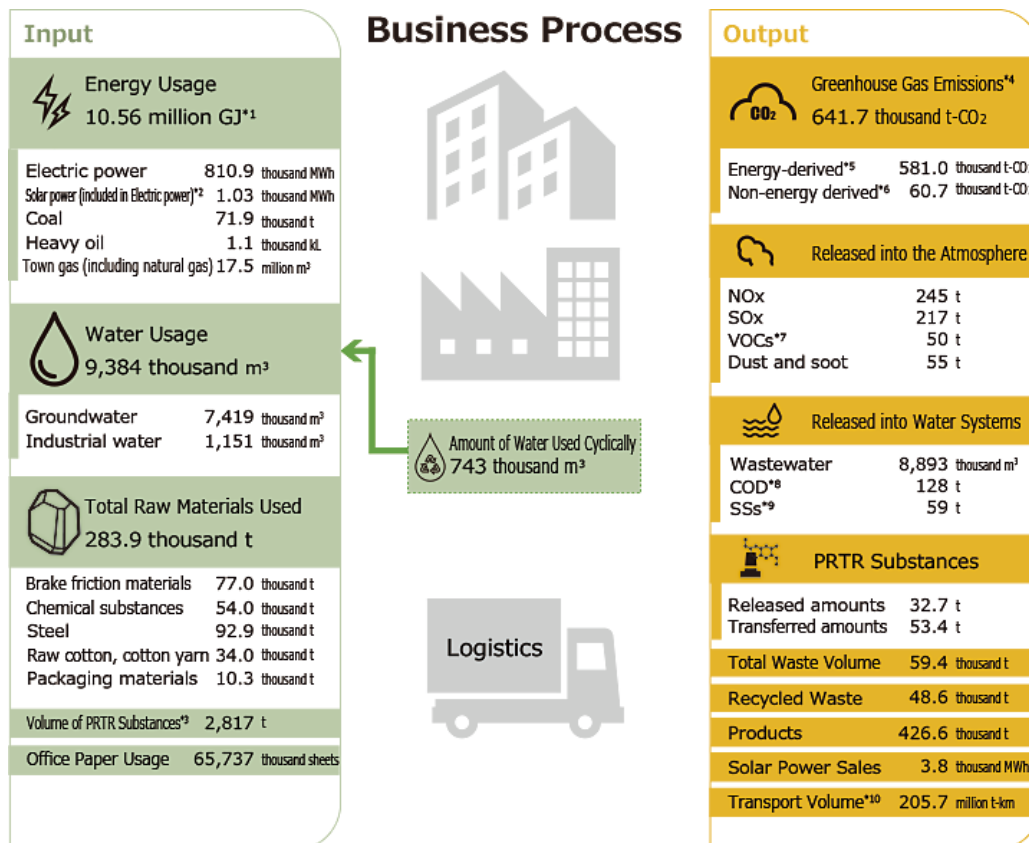 Input
Energy Usage
10.56 million GJ*1
Electric power 810.9 thousand MWh
Solar power (included in Electric power)*2 1.03 thousand MWh
Coal 71.9 thousand t
Heavy oil 1.1 thousand kL
Town gas (including natural gas) 17.5 million m³
Water Usage
9,384 thousand m³
Groundwater 7,419 thousand m³
Industrial water 1,151 thousand m³
Total Raw Materials Used
283.9 thousand t
Brake friction materials 77.0 thousand t
Chemical substances 54.0 thousand t
Steel 92.9 thousand t
Raw cotton, cotton yarn 34.0 thousand t
Packaging materials 10.3 thousand t
Volume of PRTR Substances*3 2,817 t
Office Paper Usage 65,737 thousand sheets
Business Process
Amount of Water Used Cyclically
743 thousand m³
Logistics
Output
CO₂
Greenhouse Gas Emissions*4
641.7 thousand t-CO₂
Energy-derived*5 581.0 thousand t-CO₂
Non-energy derived*6 60.7 thousand t-CO₂
Released into the Atmosphere
NOx 245 t
SOx 217 t
VOCs*7 50 t
Dust and soot 55 t
Released into Water Systems
Wastewater 8,893 thousand m³
COD*8 128 t
SSs*9 59 t
PRTR Substances
Released amounts 32.7 t
Transferred amounts 53.4 t
Total Waste Volume 59.4 thousand t
Recycled Waste 48.6 thousand t
Products 426.6 thousand t
Solar Power Sales 3.8 thousand MWh
Transport Volume*10 205.7 million t-km